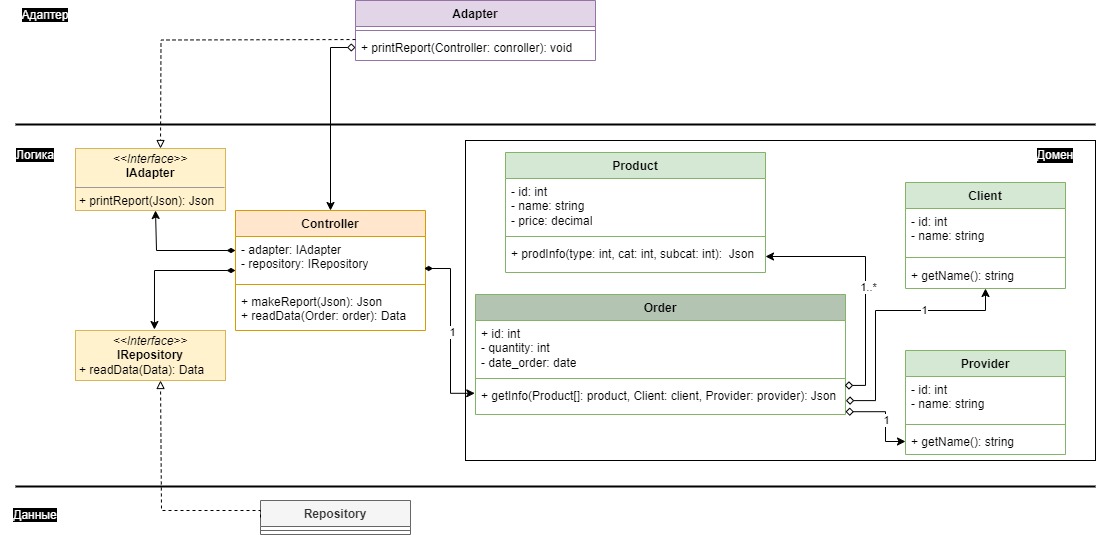 Адаптер
Adapter
+ printReport(Controller: conroller): void
Логика
<<Interface>>
IAdapter
+ printReport(Json): Json
Controller
- adapter: IAdapter
- repository: IRepository
+ makeReport(Json): Json
+ readData(Order: order): Data
<<Interface>>
IRepository
+ readData(Data): Data
1
Домен
Product
- id: int
- name: string
- price: decimal
+ prodInfo(type: int, cat: int, subcat: int): Json
Client
- id: int
- name: string
+ getName(): string
1..*
1
Order
+ id: int
- quantity: int
- date_order: date
+ getInfo(Product[]: product, Client: client, Provider: provider): Json
Provider
- id: int
- name: string
+ getName(): string
1
Данные
Repository